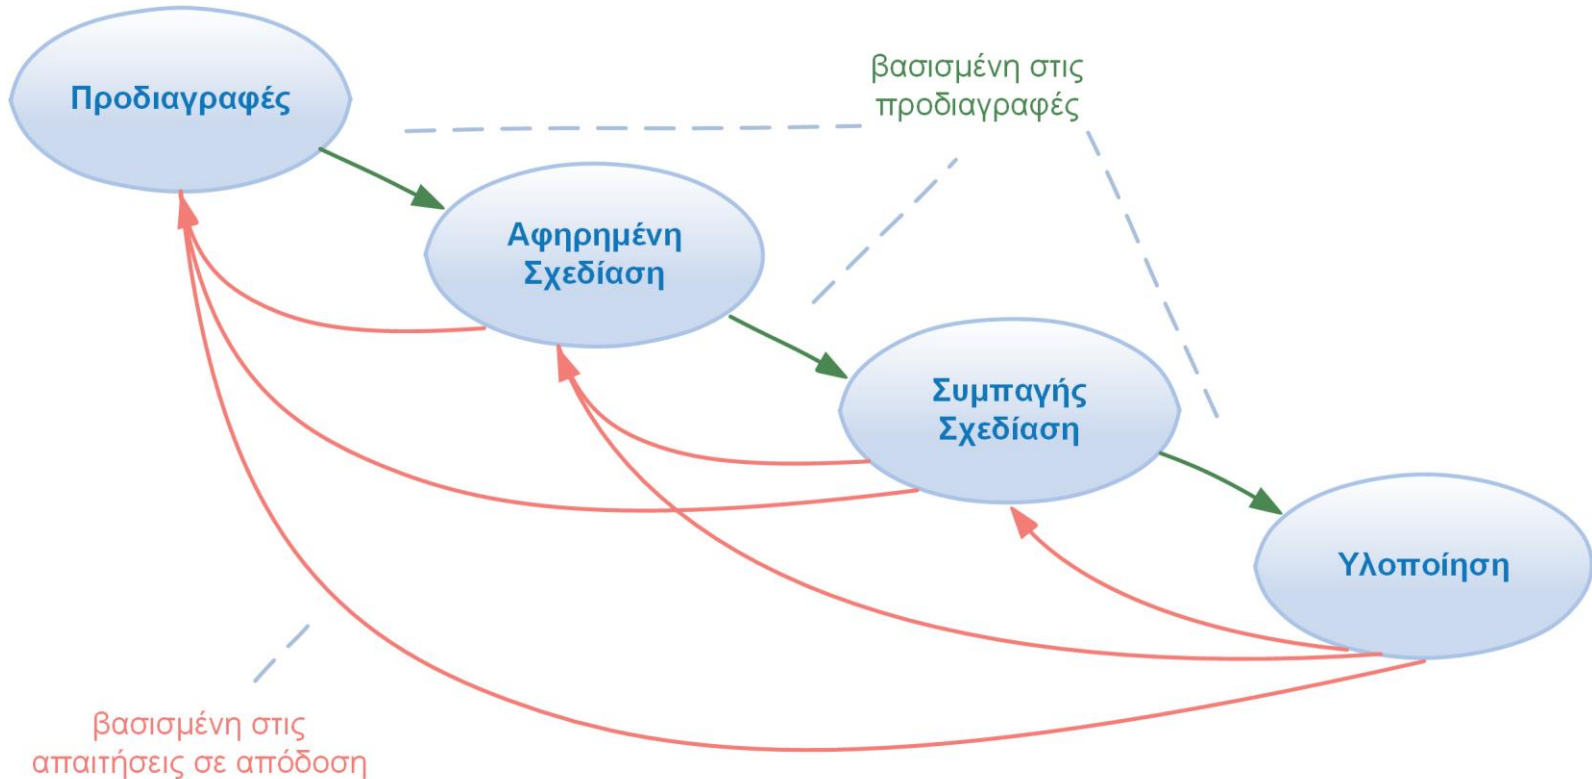 Προδιαγραφές
βασισμένη στις
προδιαγραφές
Αφηρημένη
Σχεδίαση
Συμπαγής
Σχεδίαση
Υλοποίηση
βασισμένη στις
απαιτήσεις σε απόδοση